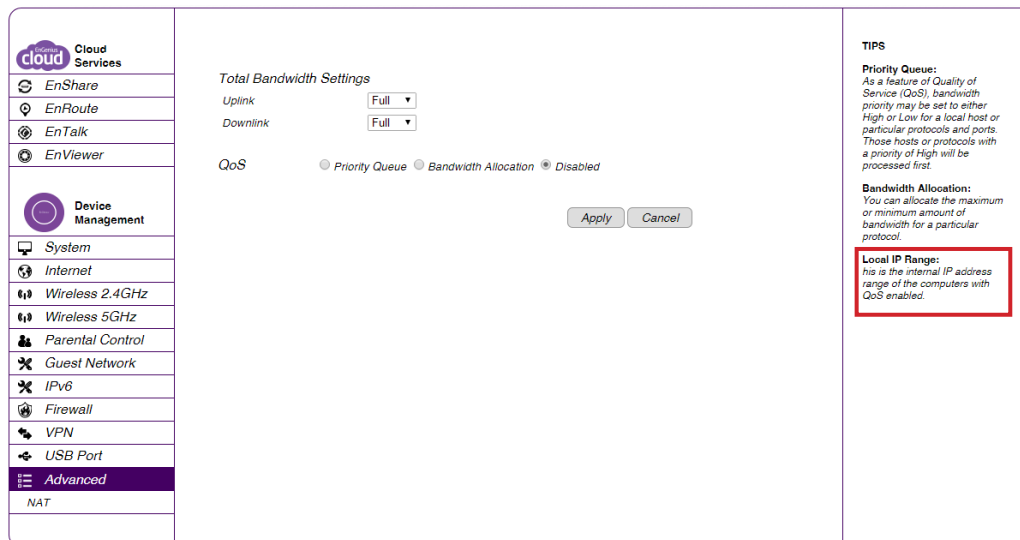 EnGenius
cloud
Cloud
Services
EnShare
EnRoute
EnTalk
EnViewer
Device
Management
System
Internet
Wireless 2.4GHz
Wireless 5GHz
Parental Control
Guest Network
IPv6
Firewall
VPN
USB Port
Advanced
NAT
Total Bandwidth Settings
Uplink Full
Downlink Full
QoS Priority Queue Bandwidth Allocation Disabled
Apply Cancel
TIPS
Priority Queue:
As a feature of Quality of
Service (QoS), bandwidth
priority may be set to either
High or Low for a local host or
particular protocols and ports.
Those hosts or protocols with
a priority of High will be
processed first.
Bandwidth Allocation:
You can allocate the maximum
or minimum amount of
bandwidth for a particular
protocol.
Local IP Range:
his is the internal IP address
range of the computers with
QoS enabled.